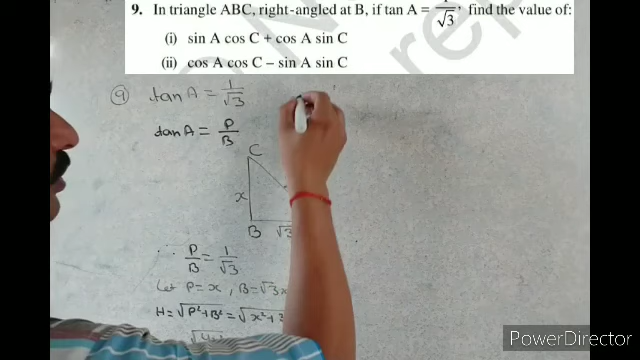 9. In triangle ABC, right-angled at B, if tan A = 1/√3, find the value of:
(i) sin A cos C + cos A sin C
(ii) cos A cos C – sin A sin C
⑨ tan A = 1/√3
tan A = P/B
C
x
B √3
∴ P/B = 1/√3
Let P = x , B = √3x
H = √P²+B² = √x²+3
PowerDirector